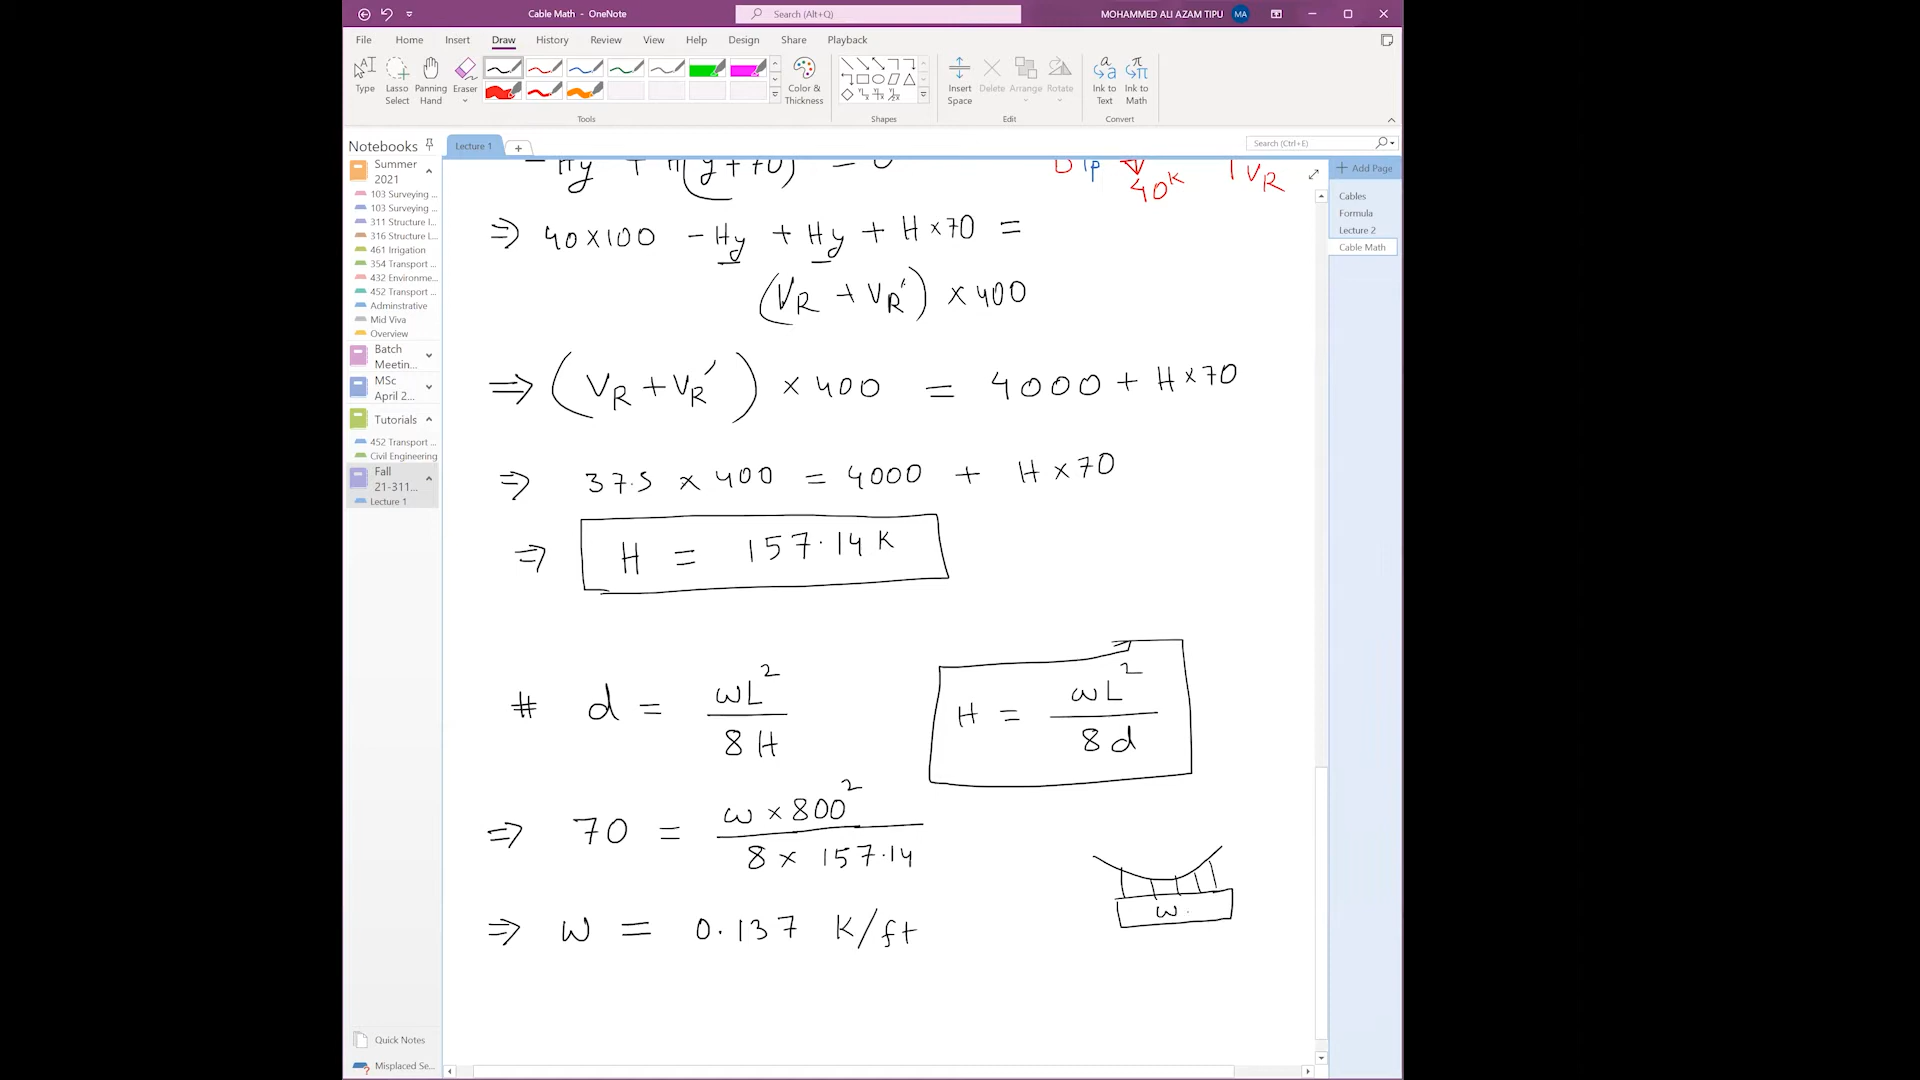 Cable Math - OneNote
Search (Alt+Q)
MOHAMMED ALI AZAM TIPU
MA
File Home Insert Draw History Review View Help Design Share Playback
Type
Lasso Select
Panning Hand
Eraser
Color & Thickness
Insert Space
Delete
Arrange
Rotate
Ink to Text
Ink to Math
Tools
Shapes
Edit
Convert
Notebooks
Lecture 1
Search (Ctrl+E)
Summer 2021
103 Surveying ...
103 Surveying ...
311 Structure I...
316 Structure L...
461 Irrigation
354 Transport ...
432 Environme...
452 Transport ...
Adminstrative
Mid Viva
Overview
Batch Meetin...
MSc April 2...
Tutorials
452 Transport ...
Civil Engineering
Fall 21-311...
Lecture 1
Quick Notes
Misplaced Se...
Add Page
Cables
Formula
Lecture 2
Cable Math
- Hy + H(y+70) = 0
40K
VR
⇒ 40×100 - Hy + Hy + H×70 =
(VR + VR') × 400
⇒ (VR + VR') × 400 = 4000 + H×70
⇒ 37.5 × 400 = 4000 + H×70
⇒ H = 157.14 K
# d = ωL² / 8H
H = ωL² / 8d
⇒ 70 = ω×800² / 8× 157.14
ω.
⇒ ω = 0.137 K/ft